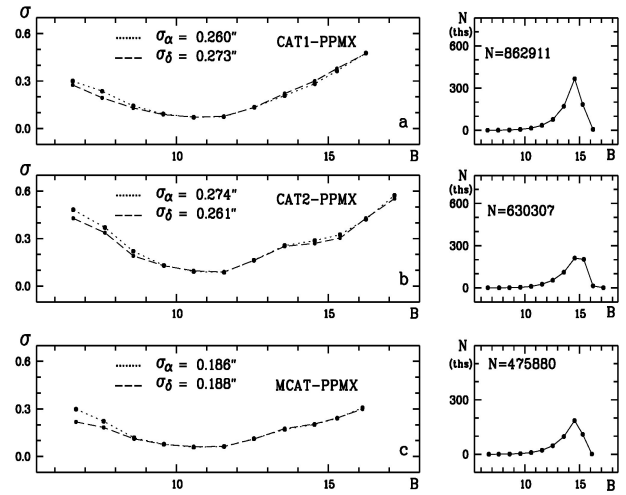 σ
0.6
0.3
0.0
σα = 0.260"
σδ = 0.273"
CAT1-PPMX
a
10
15
B
N
(ths)
600
300
0
N=862911
10
15
B
σ
0.6
0.3
0.0
σα = 0.274"
σδ = 0.261"
CAT2-PPMX
b
10
15
B
N
(ths)
600
300
0
N=630307
10
15
B
σ
0.6
0.3
0.0
σα = 0.186"
σδ = 0.188"
MCAT-PPMX
c
10
15
B
N
(ths)
300
0
N=475880
10
15
B